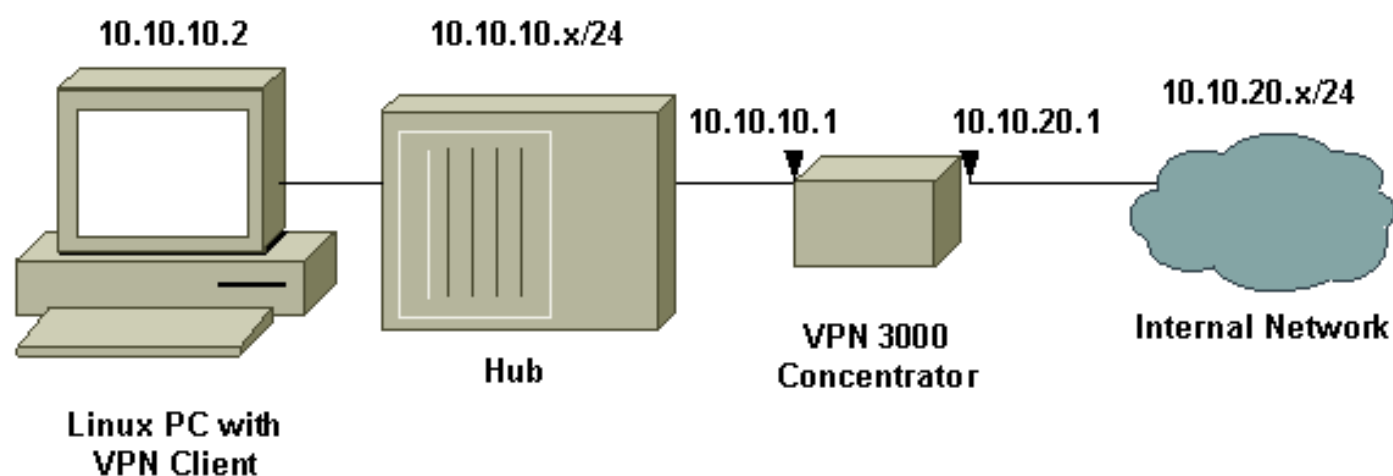 10.10.10.2
10.10.10.x/24
10.10.10.1
10.10.20.1
10.10.20.x/24
Hub
VPN 3000
Concentrator
Internal Network
Linux PC with
VPN Client